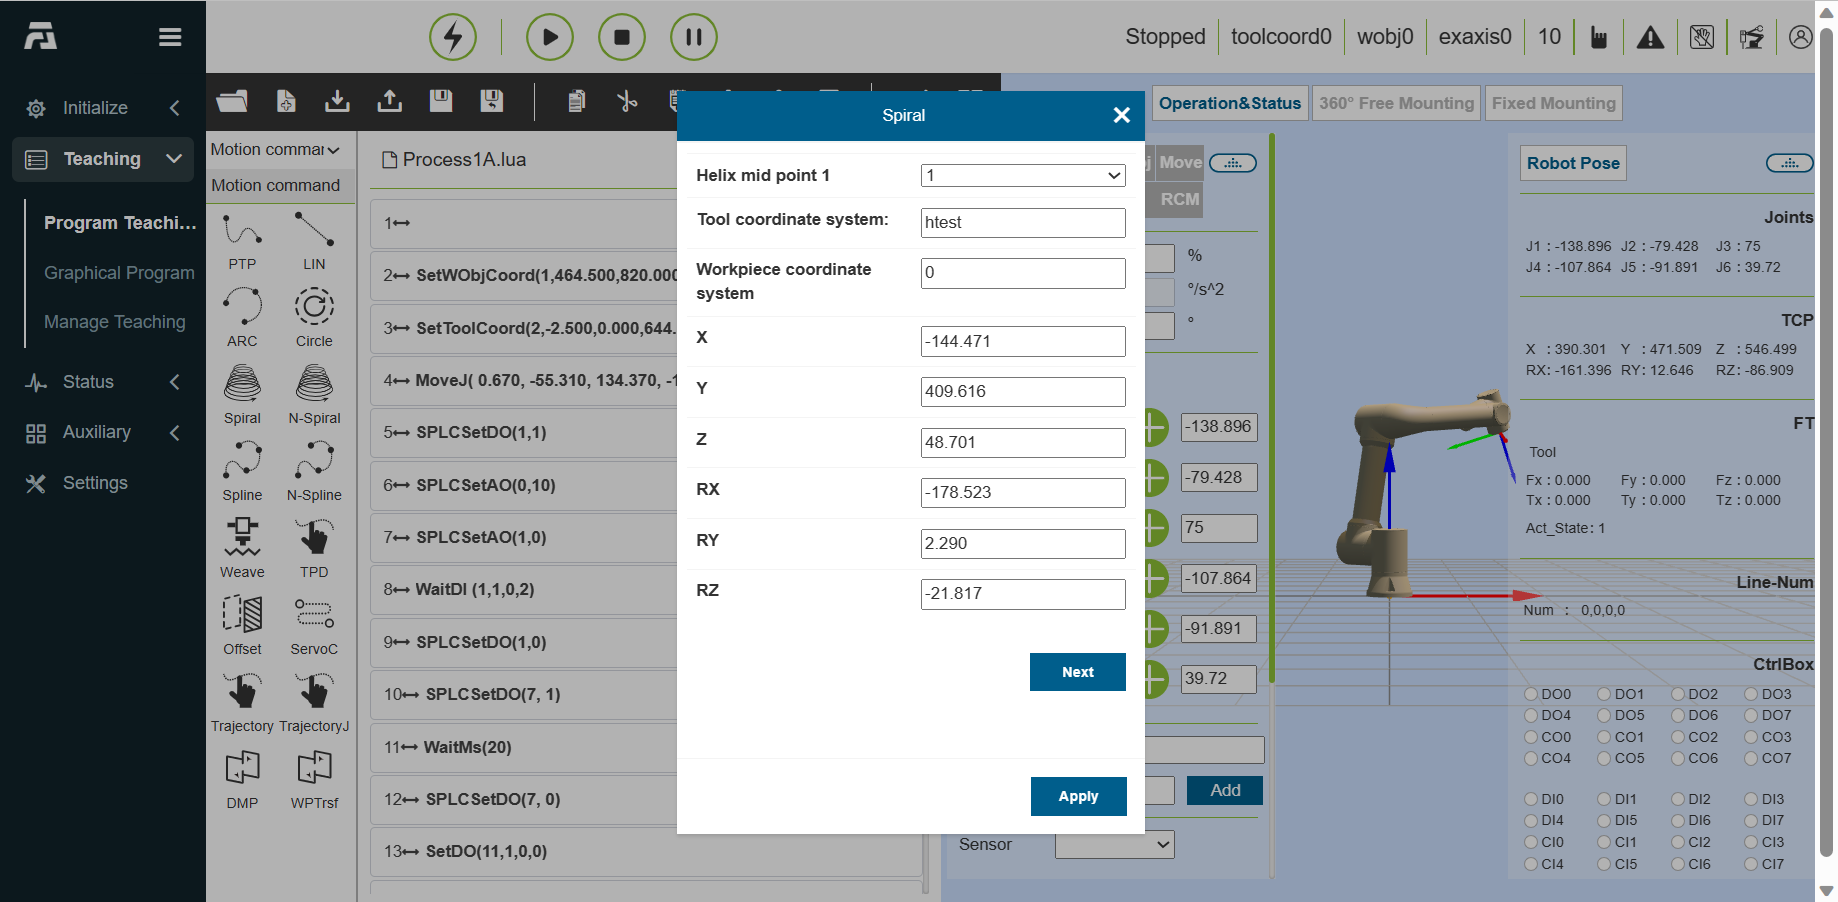 Stopped
toolcoord0
wobj0
exaxis0
10
Initialize
Teaching
Program Teachi...
Graphical Program
Manage Teaching
Status
Auxiliary
Settings
Motion commar
Motion command
PTP LIN
ARC Circle
Spiral N-Spiral
Spline N-Spline
Weave TPD
Offset ServoC
Trajectory TrajectoryJ
DMP WPTrsf
Process1A.lua
1
2 SetWObjCoord(1,464.500,820.000
3 SetToolCoord(2,-2.500,0.000,644.
4 MoveJ( 0.670, -55.310, 134.370, -1
5 SPLCSetDO(1,1)
6 SPLCSetAO(0,10)
7 SPLCSetAO(1,0)
8 WaitDI (1,1,0,2)
9 SPLCSetDO(1,0)
10 SPLCSetDO(7, 1)
11 WaitMs(20)
12 SPLCSetDO(7, 0)
13 SetDO(11,1,0,0)
Spiral
Helix mid point 1 1
Tool coordinate system: htest
Workpiece coordinate
system
0
X -144.471
Y 409.616
Z 48.701
RX -178.523
RY 2.290
RZ -21.817
Next
Apply
Operation&Status 360° Free Mounting Fixed Mounting
Move
RCM
%
°/s^2
°
-138.896
-79.428
75
-107.864
-91.891
39.72
Add
Sensor
Robot Pose
Joints
J1 : -138.896 J2 : -79.428 J3 : 75
J4 : -107.864 J5 : -91.891 J6 : 39.72
TCP
X : 390.301 Y : 471.509 Z : 546.499
RX: -161.396 RY: 12.646 RZ: -86.909
FT
Tool
Fx : 0.000 Fy : 0.000 Fz : 0.000
Tx : 0.000 Ty : 0.000 Tz : 0.000
Act_State: 1
Line-Num
Num : 0,0,0,0
CtrlBox
DO0 DO1 DO2 DO3
DO4 DO5 DO6 DO7
CO0 CO1 CO2 CO3
CO4 CO5 CO6 CO7
DI0 DI1 DI2 DI3
DI4 DI5 DI6 DI7
CI0 CI1 CI2 CI3
CI4 CI5 CI6 CI7